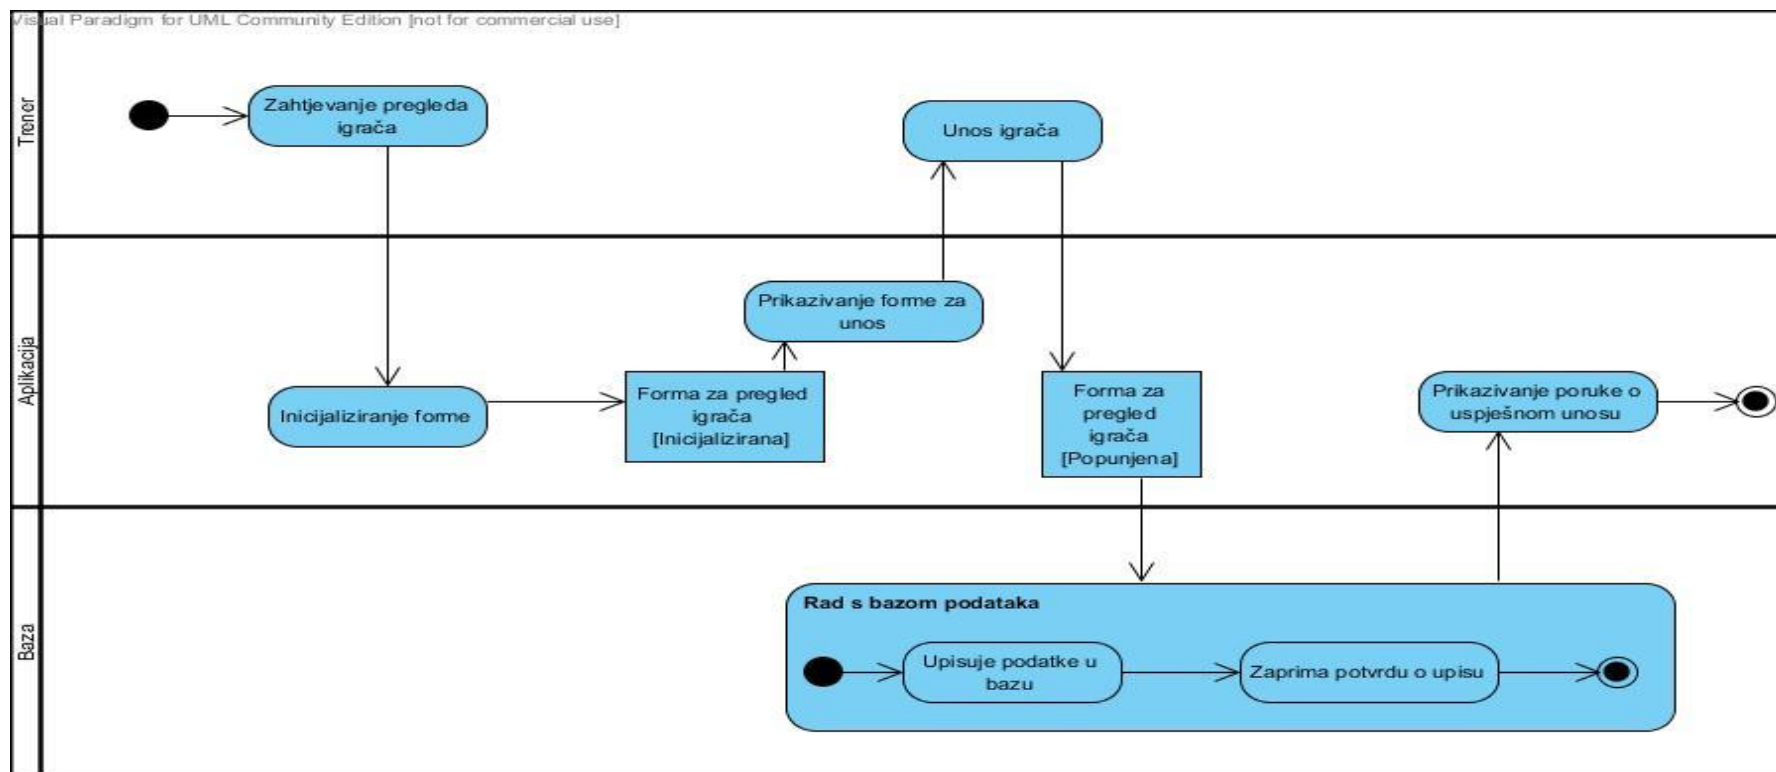 Visual Paradigm for UML Community Edition [not for commercial use]
Trener
Zahtjevanje pregleda
igrača
Unos igrača
Aplikacija
Prikazivanje forme za
unos
Inicijaliziranje forme
Forma za pregled
igrača
[Inicijalizirana]
Forma za
pregled
igrača
[Popunjena]
Prikazivanje poruke o
uspješnom unosu
Baza
Rad s bazom podataka
Upisuje podatke u
bazu
Zaprima potvrdu o upisu